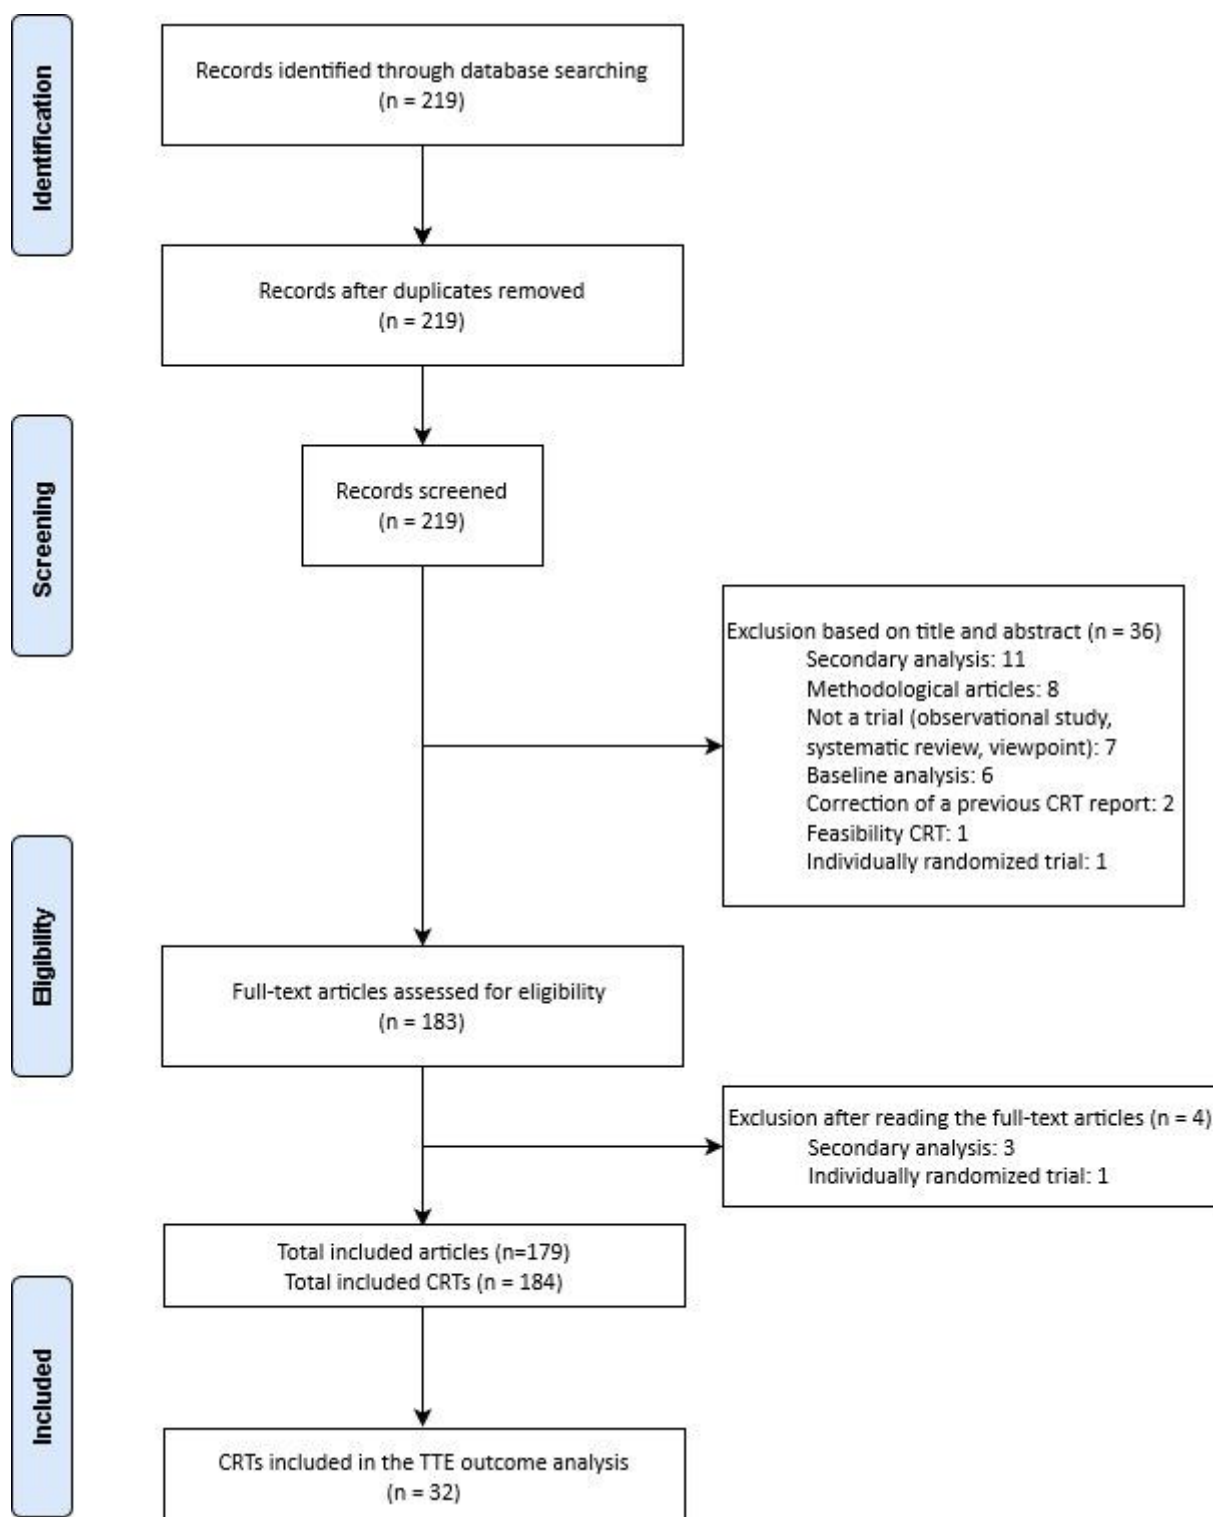 Identification
Records identified through database searching
(n = 219)
Records after duplicates removed
(n = 219)
Screening
Records screened
(n = 219)
Exclusion based on title and abstract (n = 36)
Secondary analysis: 11
Methodological articles: 8
Not a trial (observational study,
systematic review, viewpoint): 7
Baseline analysis: 6
Correction of a previous CRT report: 2
Feasibility CRT: 1
Individually randomized trial: 1
Eligibility
Full-text articles assessed for eligibility
(n = 183)
Exclusion after reading the full-text articles (n = 4)
Secondary analysis: 3
Individually randomized trial: 1
Included
Total included articles (n=179)
Total included CRTs (n = 184)
CRTs included in the TTE outcome analysis
(n = 32)